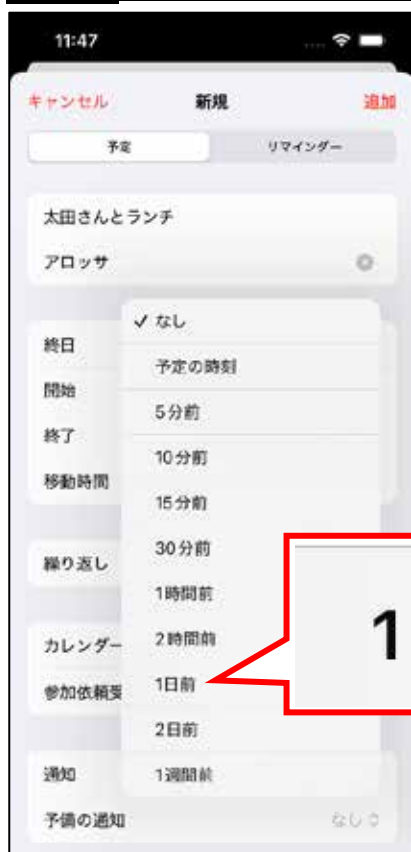 11:47
キャンセル 新規 追加
予定 リマインダー
太田さんとランチ
アロッサ
✓ なし
終日
予定の時刻
開始
5分前
終了
10分前
移動時間
15分前
30分前
繰り返し
1時間前
1
カレンダー
2時間前
参加依頼受
1日前
2日前
通知
1週間前
予備の通知 なし